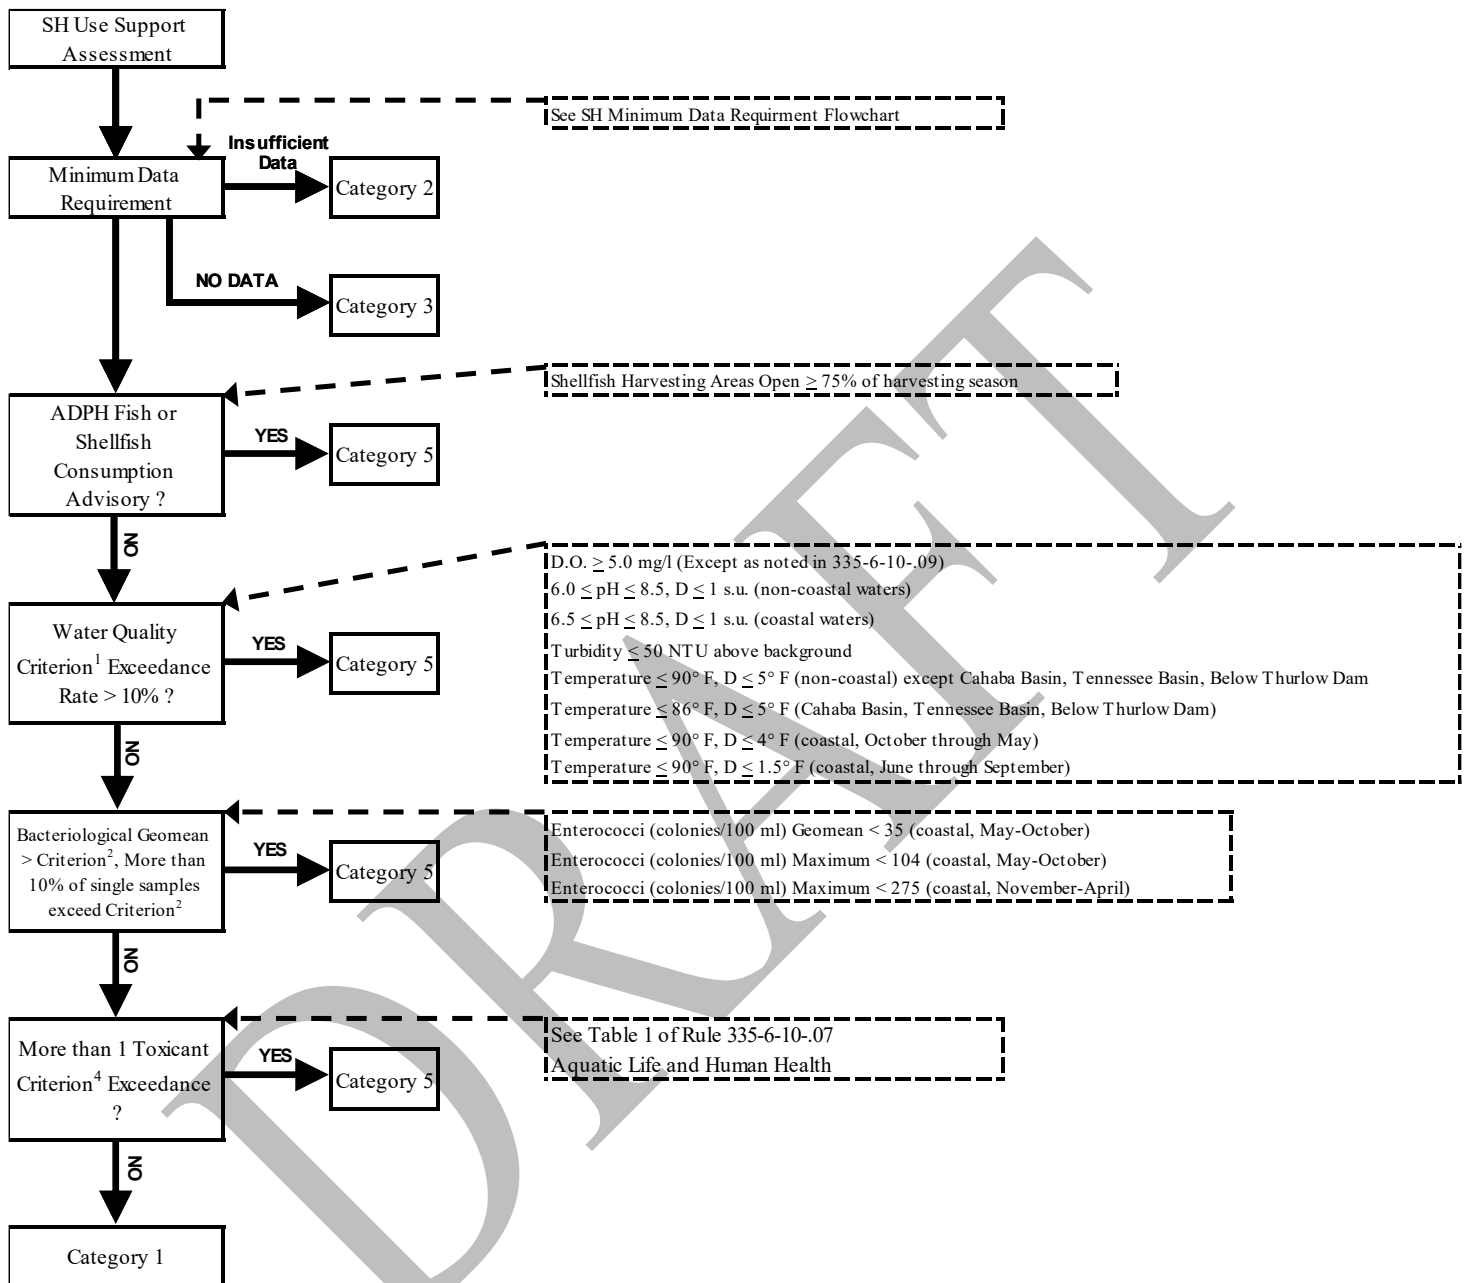 SH Use Support
Assessment
See SH Minimum Data Requirment Flowchart
Insufficient
Data
Minimum Data
Requirement
Category 2
NO DATA
Category 3
Shellfish Harvesting Areas Open ≥ 75% of harvesting season
ADPH Fish or
Shellfish
Consumption
Advisory ?
YES
Category 5
NO
D.O. ≥ 5.0 mg/l (Except as noted in 335-6-10-.09)
6.0 ≤ pH ≤ 8.5, D ≤ 1 s.u. (non-coastal waters)
6.5 ≤ pH ≤ 8.5, D ≤ 1 s.u. (coastal waters)
Turbidity ≤ 50 NTU above background
Temperature ≤ 90° F, D ≤ 5° F (non-coastal) except Cahaba Basin, Tennessee Basin, Below Thurlow Dam
Temperature ≤ 86° F, D ≤ 5° F (Cahaba Basin, Tennessee Basin, Below Thurlow Dam)
Temperature ≤ 90° F, D ≤ 4° F (coastal, October through May)
Temperature ≤ 90° F, D ≤ 1.5° F (coastal, June through September)
Water Quality
Criterion¹ Exceedance
Rate > 10% ?
YES
Category 5
NO
Enterococci (colonies/100 ml) Geomean < 35 (coastal, May-October)
Enterococci (colonies/100 ml) Maximum < 104 (coastal, May-October)
Enterococci (colonies/100 ml) Maximum < 275 (coastal, November-April)
Bacteriological Geomean
> Criterion², More than
10% of single samples
exceed Criterion²
YES
Category 5
NO
See Table 1 of Rule 335-6-10-.07
Aquatic Life and Human Health
More than 1 Toxicant
Criterion⁴ Exceedance
?
YES
Category 5
NO
Category 1
DRAFT